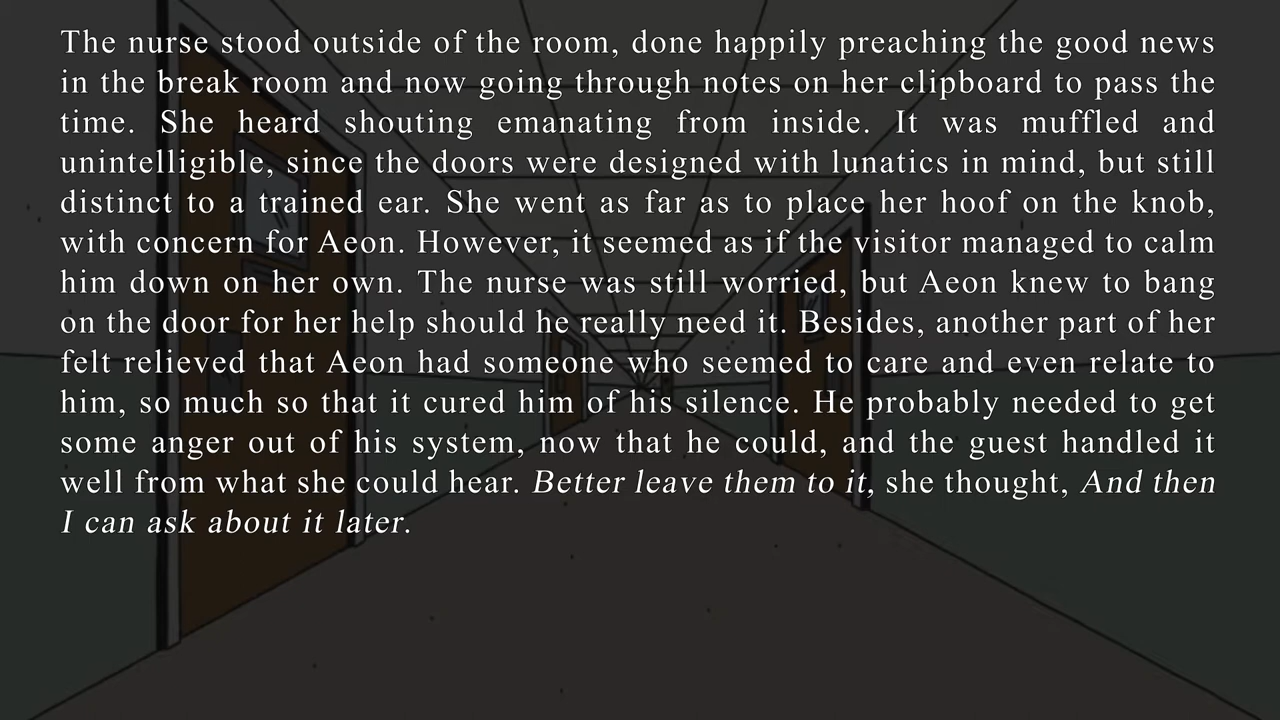 The nurse stood outside of the room, done happily preaching the good news
in the break room and now going through notes on her clipboard to pass the
time. She heard shouting emanating from inside. It was muffled and
unintelligible, since the doors were designed with lunatics in mind, but still
distinct to a trained ear. She went as far as to place her hoof on the knob,
with concern for Aeon. However, it seemed as if the visitor managed to calm
him down on her own. The nurse was still worried, but Aeon knew to bang
on the door for her help should he really need it. Besides, another part of her
felt relieved that Aeon had someone who seemed to care and even relate to
him, so much so that it cured him of his silence. He probably needed to get
some anger out of his system, now that he could, and the guest handled it
well from what she could hear. Better leave them to it, she thought, And then
I can ask about it later.